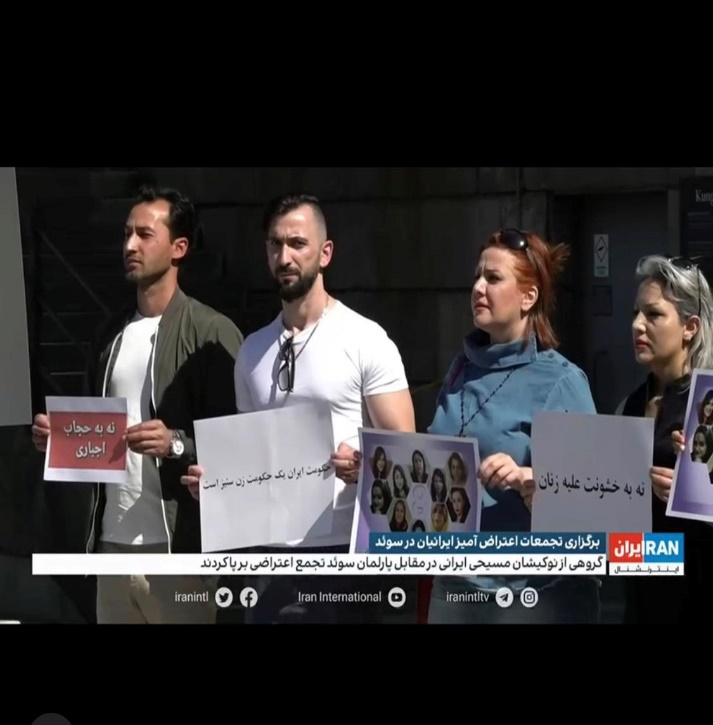 نه به حجاب
اجباری
حکومت ایران یک حکومت زن ستیز است
نه به خشونت علیه زنان
برگزاری تجمعات اعتراض آمیز ایرانیان در سوئد
گروهی از نوکیشان مسیحی ایرانی در مقابل پارلمان سوئد تجمع اعتراضی برپا کردند
ایران IRAN
اینترنشنال
iranintl
Iran International
iranintltv